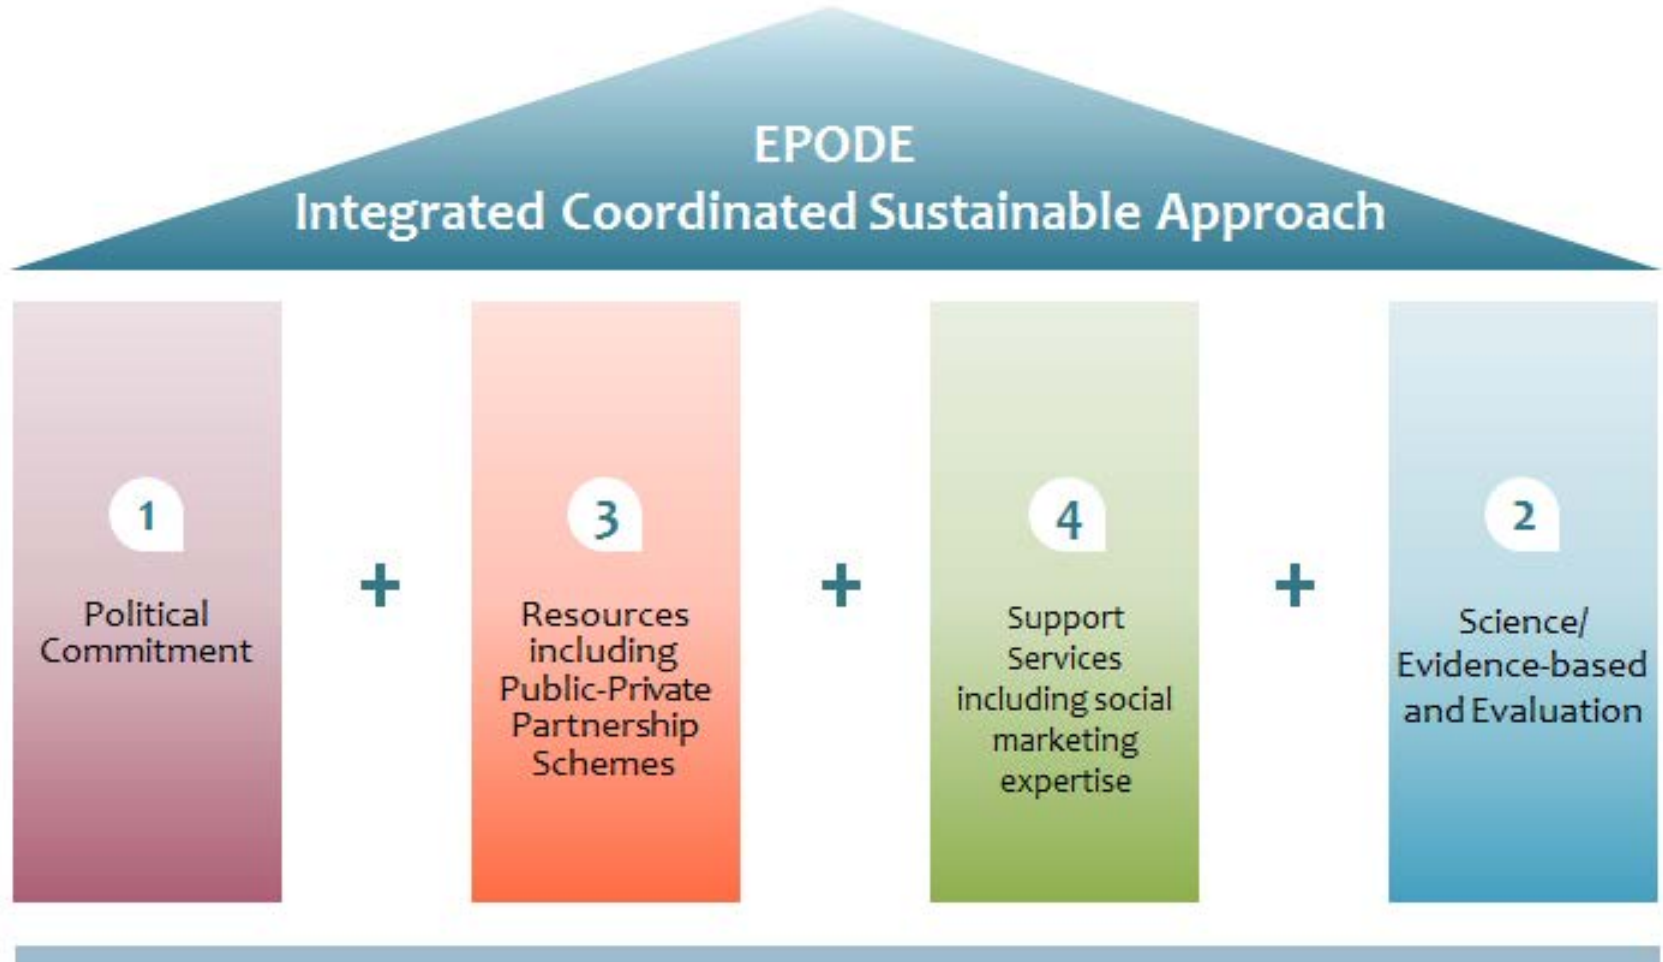 EPODE
Integrated Coordinated Sustainable Approach
1
Political
Commitment
+
3
Resources
including
Public-Private
Partnership
Schemes
+
4
Support
Services
including social
marketing
expertise
+
2
Science/
Evidence-based
and Evaluation